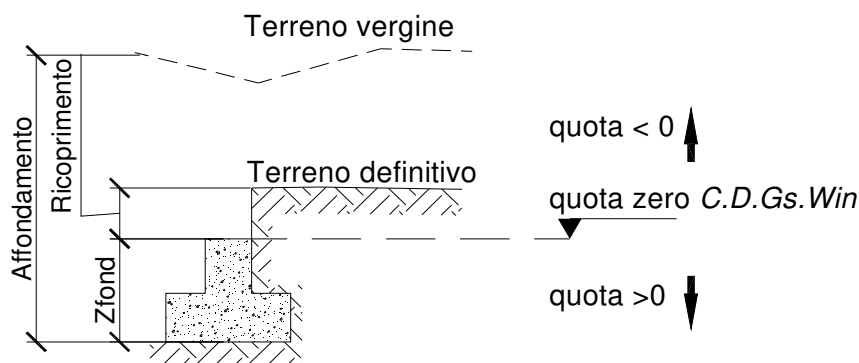 Terreno vergine
Affondamento
Ricoprimento
quota < 0
Terreno definitivo
quota zero C.D.Gs.Win
Zfond
quota >0